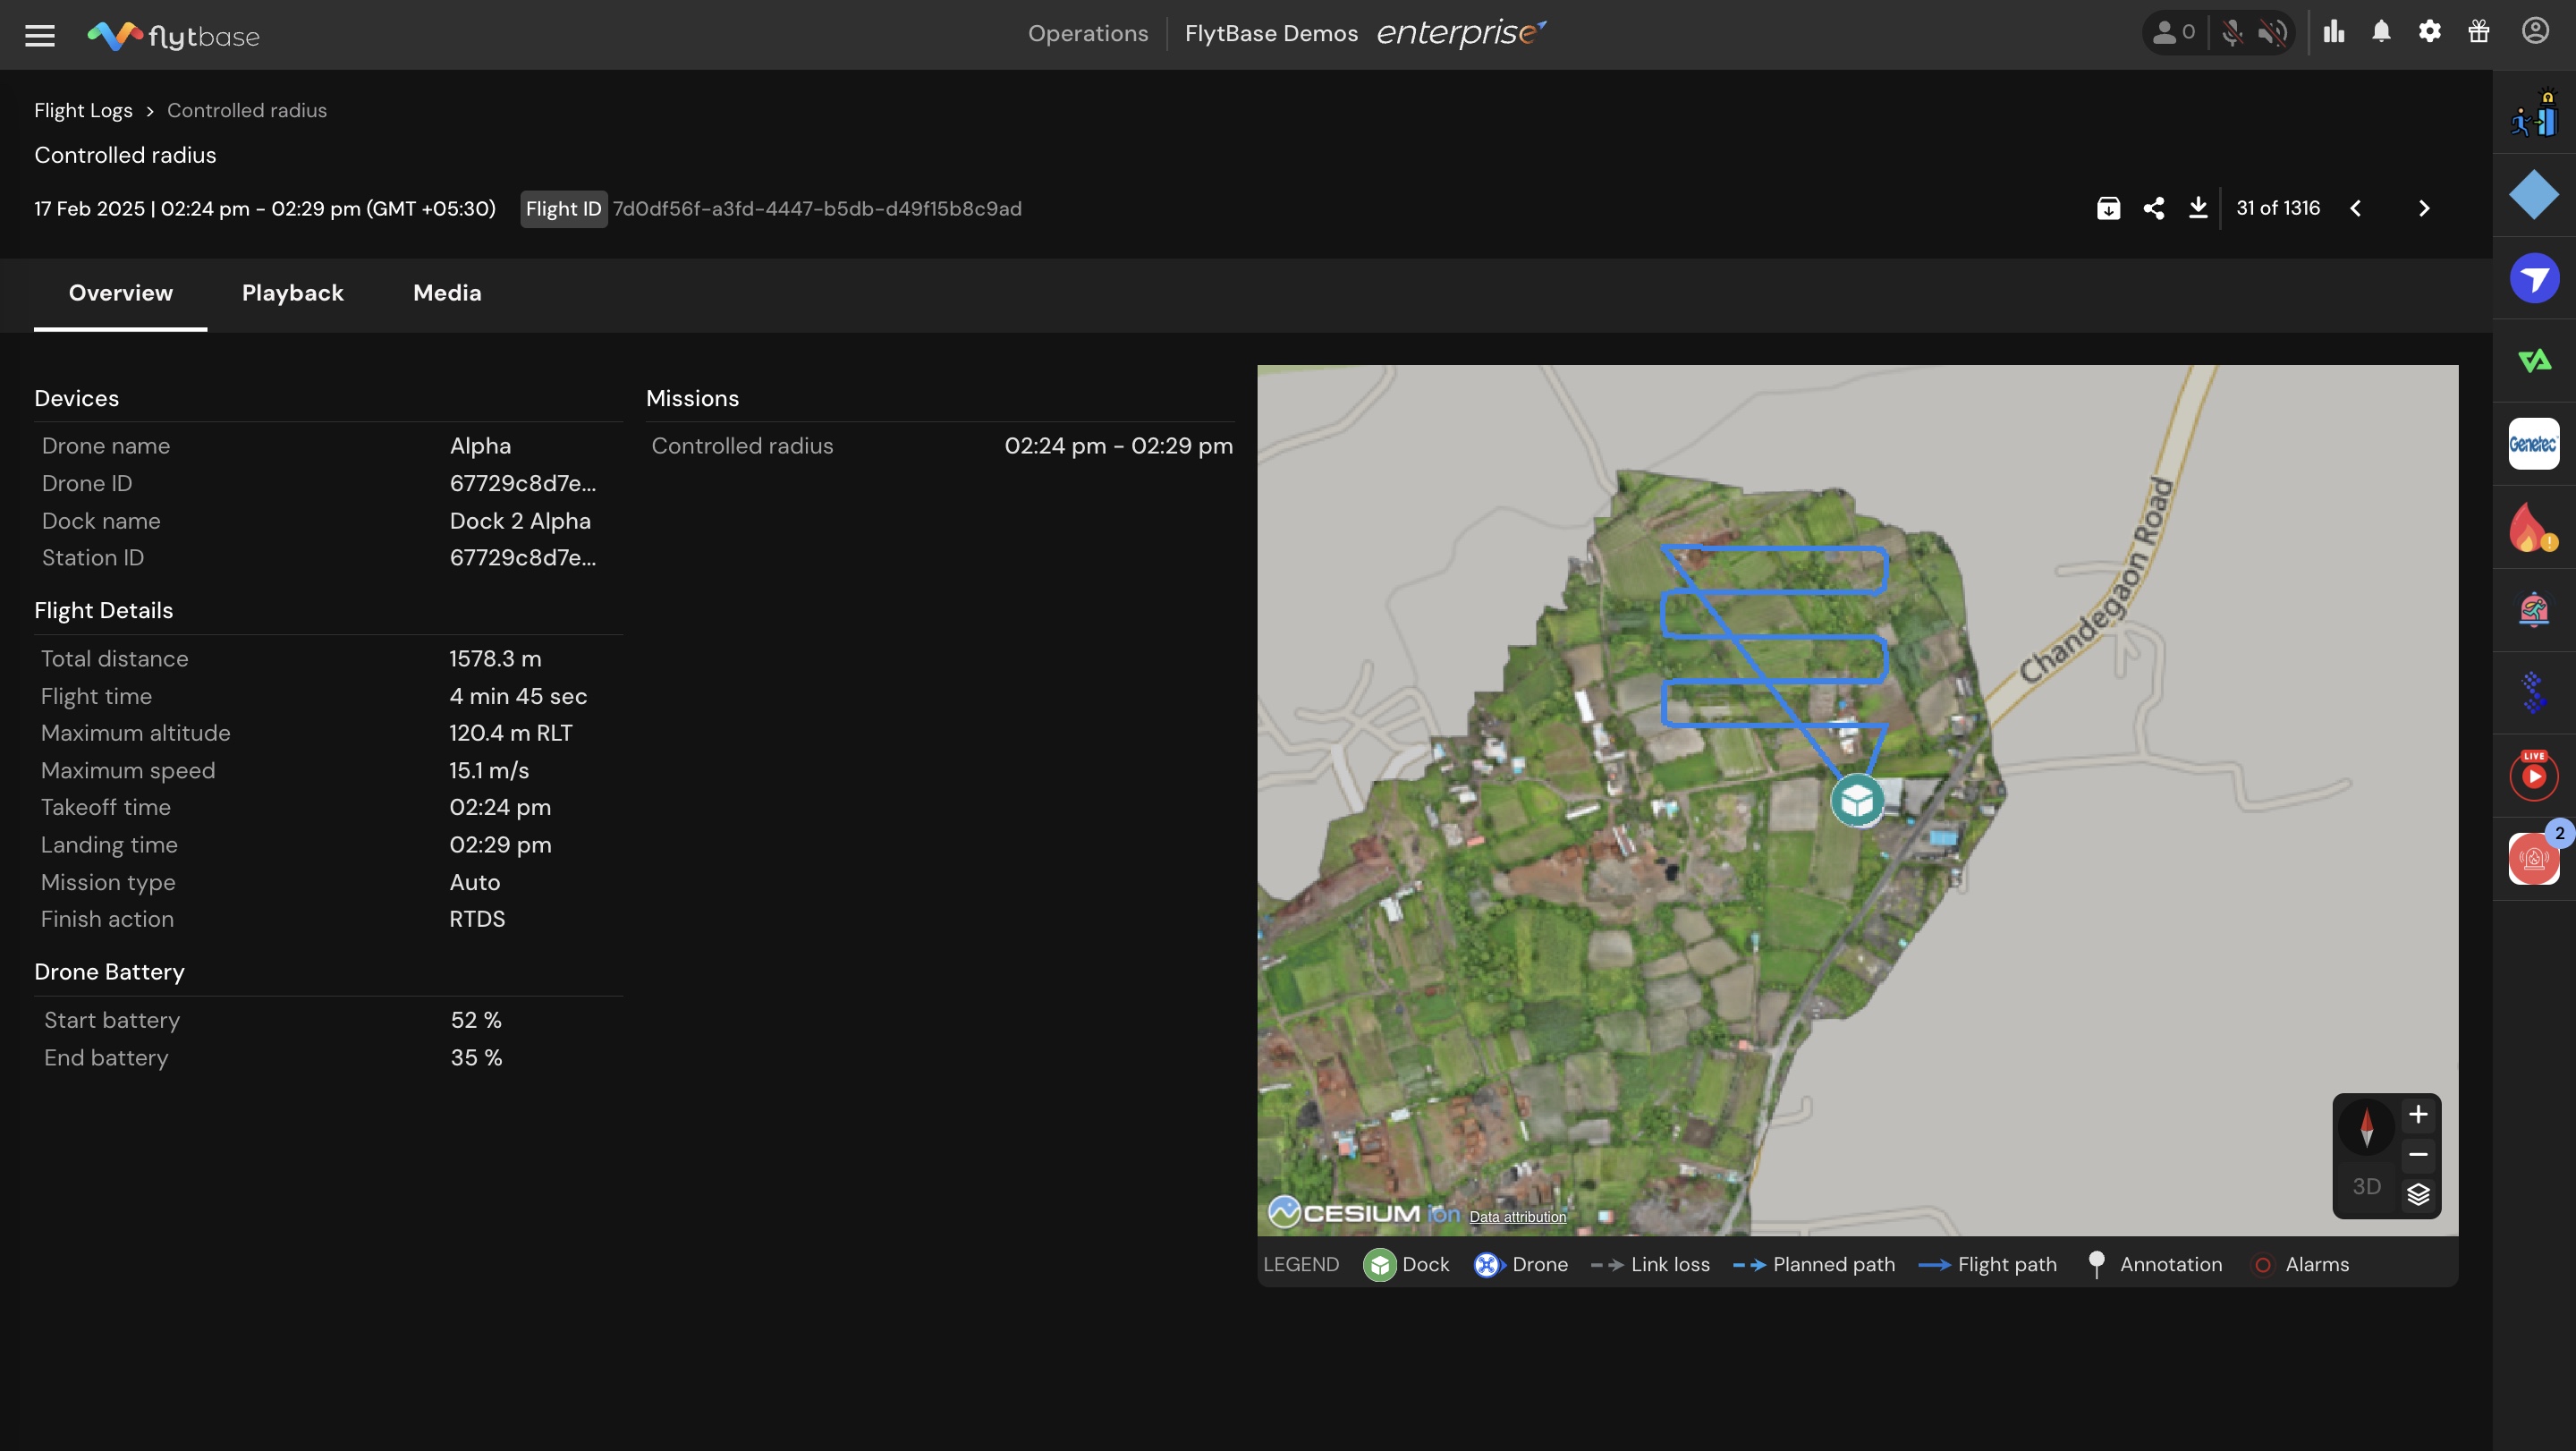 flytbase
Operations
FlytBase Demos enterprise
0
Flight Logs > Controlled radius
Controlled radius
17 Feb 2025 | 02:24 pm - 02:29 pm (GMT +05:30)
Flight ID 7d0df56f-a3fd-4447-b5db-d49f15b8c9ad
31 of 1316
Overview
Playback
Media
Devices
Drone name Alpha
Drone ID 67729c8d7e...
Dock name Dock 2 Alpha
Station ID 67729c8d7e...
Flight Details
Total distance 1578.3 m
Flight time 4 min 45 sec
Maximum altitude 120.4 m RLT
Maximum speed 15.1 m/s
Takeoff time 02:24 pm
Landing time 02:29 pm
Mission type Auto
Finish action RTDS
Drone Battery
Start battery 52 %
End battery 35 %
Missions
Controlled radius 02:24 pm - 02:29 pm
Chandegaon Road
3D
CESIUM ion Data attribution
LEGEND Dock Drone Link loss Planned path Flight path Annotation Alarms
Genetec
LIVE
2